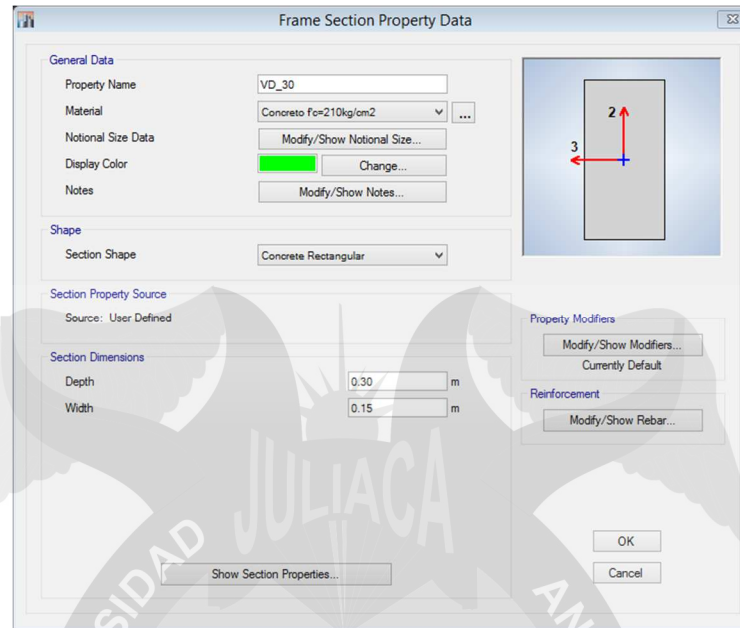 Frame Section Property Data
General Data
Property Name VD_30
Material Concreto f'c=210kg/cm2 ...
Notional Size Data Modify/Show Notional Size...
Display Color Change...
Notes Modify/Show Notes...
2
3
Shape
Section Shape Concrete Rectangular
Section Property Source
Source: User Defined
Property Modifiers
Modify/Show Modifiers...
Currently Default
Section Dimensions
Depth 0.30 m
Width 0.15 m
Reinforcement
Modify/Show Rebar...
JULIACA
OK
Show Section Properties...
Cancel
SIDAD
AN